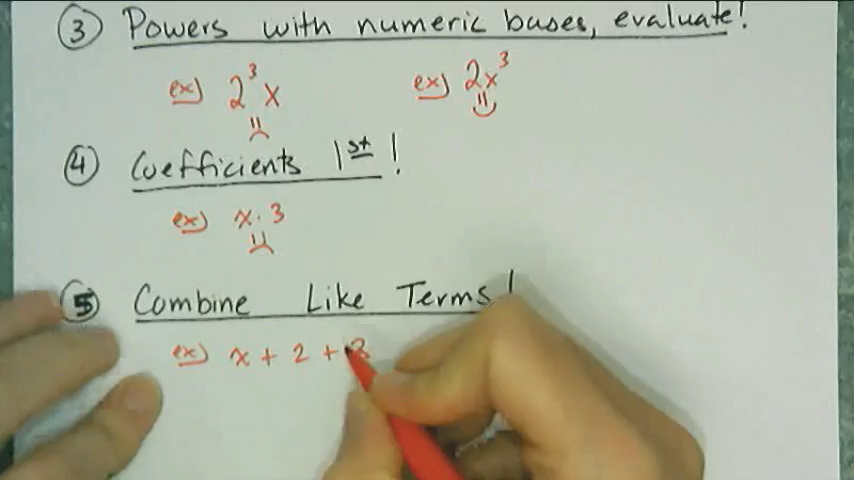 ③ Powers with numeric bases, evaluate!
ex) 2³x ex) 2x³
④ Coefficients 1st!
ex) x·3
⑤ Combine Like Terms!
ex) x + 2 +